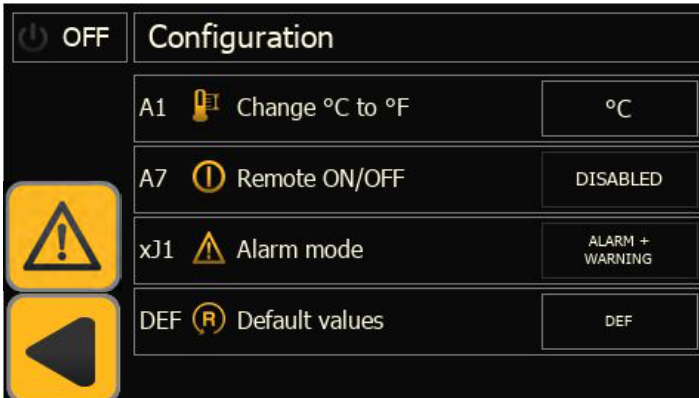 OFF Configuration
A1 Change °C to °F °C
A7 Remote ON/OFF DISABLED
xJ1 Alarm mode ALARM +
WARNING
DEF R Default values DEF